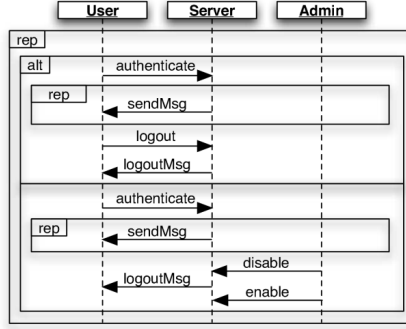 User Server Admin
rep
alt
authenticate
rep
sendMsg
logout
logoutMsg
authenticate
rep
sendMsg
disable
logoutMsg
enable